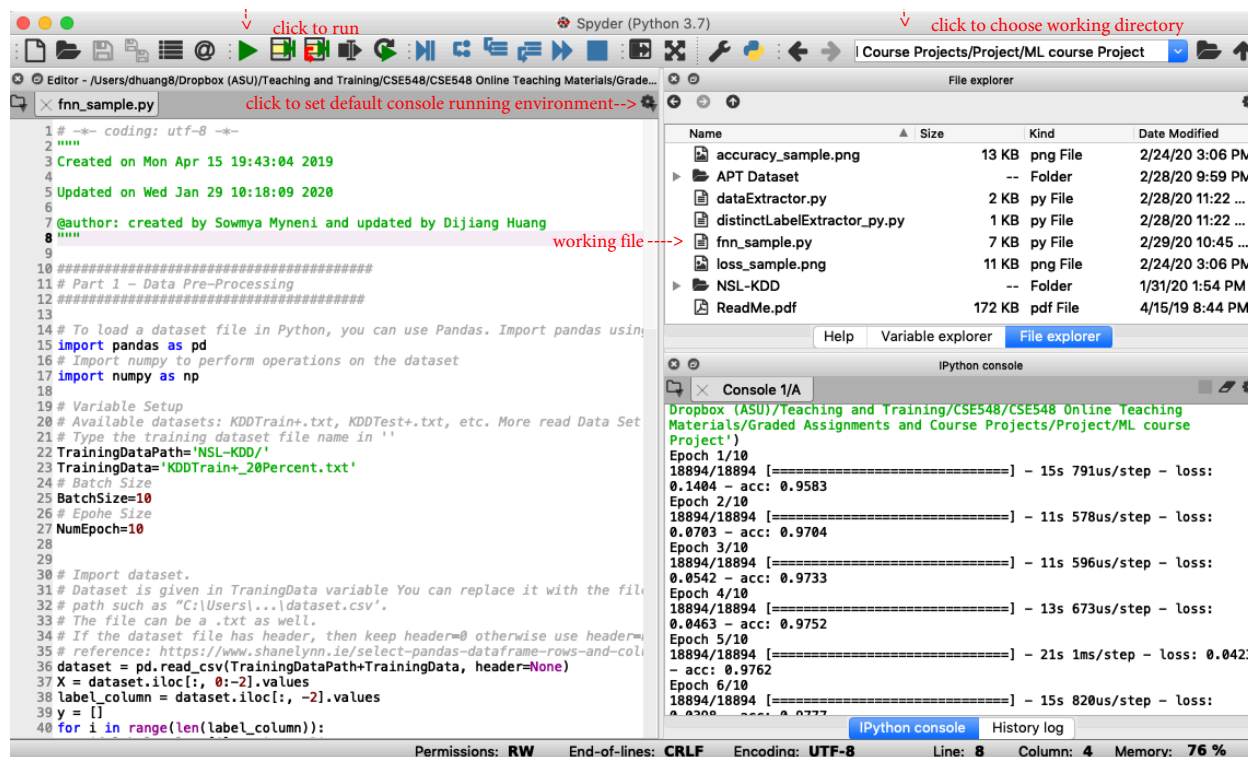 click to run
Spyder (Python 3.7)
click to choose working directory
l Course Projects/Project/ML course Project
Editor - /Users/dhuang8/Dropbox (ASU)/Teaching and Training/CSE548/CSE548 Online Teaching Materials/Grade...
File explorer
fnn_sample.py
click to set default console running environment-->
1 # -*- coding: utf-8 -*-
2 """
3 Created on Mon Apr 15 19:43:04 2019
4
5 Updated on Wed Jan 29 10:18:09 2020
6
7 @author: created by Sowmya Myneni and updated by Dijiang Huang
8 """
9
10 ########################################
11 # Part 1 - Data Pre-Processing
12 #######################################
13
14 # To load a dataset file in Python, you can use Pandas. Import pandas using
15 import pandas as pd
16 # Import numpy to perform operations on the dataset
17 import numpy as np
18
19 # Variable Setup
20 # Available datasets: KDDTrain+.txt, KDDTest+.txt, etc. More read Data Set
21 # Type the training dataset file name in ''
22 TrainingDataPath='NSL-KDD/'
23 TrainingData='KDDTrain+_20Percent.txt'
24 # Batch Size
25 BatchSize=10
26 # Epohe Size
27 NumEpoch=10
28
29
30 # Import dataset.
31 # Dataset is given in TraningData variable You can replace it with the file
32 # path such as “C:\Users\...\dataset.csv’.
33 # The file can be a .txt as well.
34 # If the dataset file has header, then keep header=0 otherwise use header=
35 # reference: https://www.shanelynn.ie/select-pandas-dataframe-rows-and-colu
36 dataset = pd.read_csv(TrainingDataPath+TrainingData, header=None)
37 X = dataset.iloc[:, 0:-2].values
38 label_column = dataset.iloc[:, -2].values
39 y = []
40 for i in range(len(label_column)):
working file ---->
Name Size Kind Date Modified
accuracy_sample.png 13 KB png File 2/24/20 3:06 PM
APT Dataset -- Folder 2/28/20 9:59 PM
dataExtractor.py 2 KB py File 2/28/20 11:22 ...
distinctLabelExtractor_py.py 1 KB py File 2/28/20 11:22 ...
fnn_sample.py 7 KB py File 2/29/20 10:45 ...
loss_sample.png 11 KB png File 2/24/20 3:06 PM
NSL-KDD -- Folder 1/31/20 1:54 PM
ReadMe.pdf 172 KB pdf File 4/15/19 8:44 PM
Help Variable explorer File explorer
IPython console
Console 1/A
Dropbox (ASU)/Teaching and Training/CSE548/CSE548 Online Teaching
Materials/Graded Assignments and Course Projects/Project/ML course
Project')
Epoch 1/10
18894/18894 [==============================] - 15s 791us/step - loss:
0.1404 - acc: 0.9583
Epoch 2/10
18894/18894 [==============================] - 11s 578us/step - loss:
0.0703 - acc: 0.9704
Epoch 3/10
18894/18894 [==============================] - 11s 596us/step - loss:
0.0542 - acc: 0.9733
Epoch 4/10
18894/18894 [==============================] - 13s 673us/step - loss:
0.0463 - acc: 0.9752
Epoch 5/10
18894/18894 [==============================] - 21s 1ms/step - loss: 0.0423
- acc: 0.9762
Epoch 6/10
18894/18894 [==============================] - 15s 820us/step - loss:
0.0398 - acc: 0.9777
IPython console History log
Permissions: RW End-of-lines: CRLF Encoding: UTF-8 Line: 8 Column: 4 Memory: 76 %